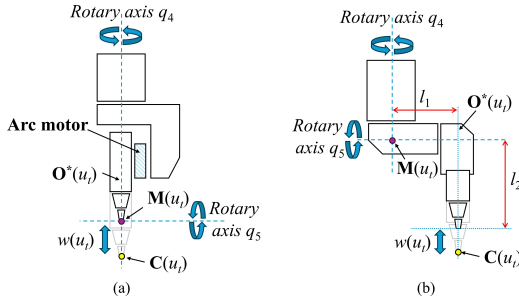 Rotary axis q4
Arc motor
O*(ut)
M(ut)
Rotary
axis q5
w(ut)
C(ut)
(a)
Rotary axis q4
l1
O*(ut)
Rotary
axis q5
M(ut)
l2
w(ut)
C(ut)
(b)